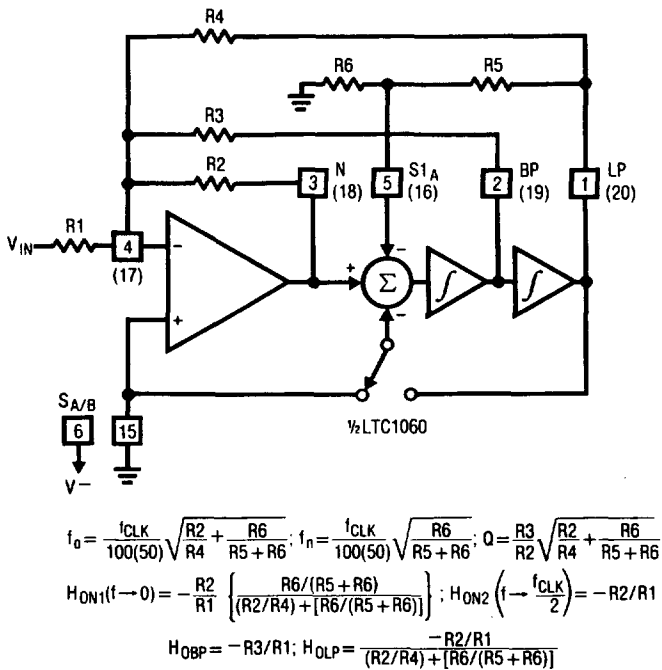 R4
R6
R5
R3
R2
3
N
(18)
5
S1A
(16)
2
BP
(19)
1
LP
(20)
VIN
R1
4
(17)
−
+
+
Σ
−
−
∫
∫
SA/B
6
V−
15
½LTC1060
fo = fCLK/100(50) √(R2/R4 + R6/(R5+R6)); fn = fCLK/100(50) √(R6/(R5+R6)); Q = R3/R2 √(R2/R4 + R6/(R5+R6))
HON1(f→0) = −R2/R1 {R6/(R5+R6) / ((R2/R4)+[R6/(R5+R6)])}; HON2 (f→ fCLK/2) = −R2/R1
HOBP = −R3/R1; HOLP = −R2/R1 / ((R2/R4)+[R6/(R5+R6)])